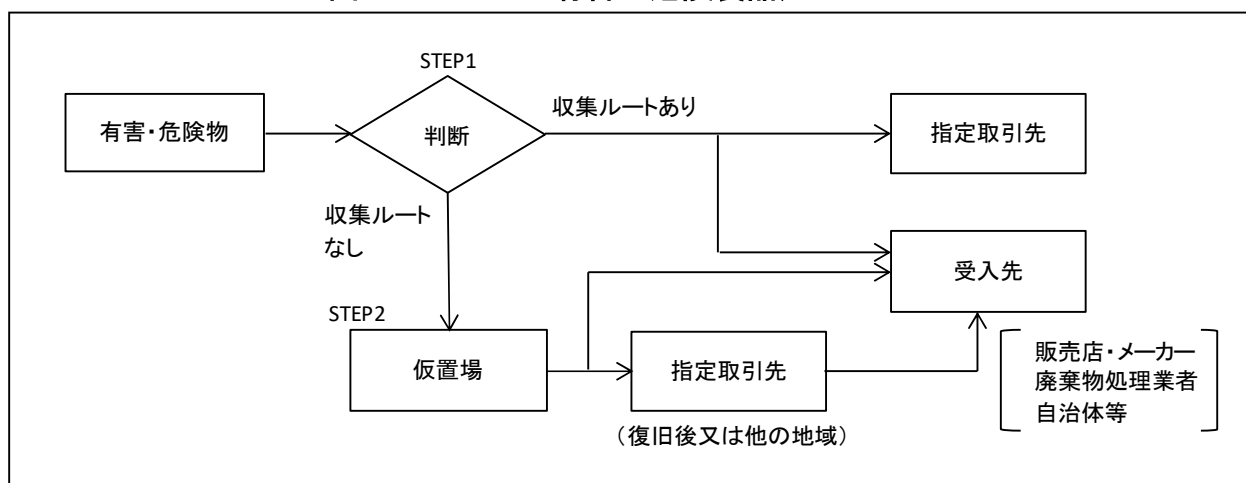 STEP1
有害・危険物
判断
収集ルートあり
指定取引先
収集ルート
なし
受入先
STEP2
仮置場
指定取引先
(復旧後又は他の地域)
販売店・メーカー
廃棄物処理業者
自治体等